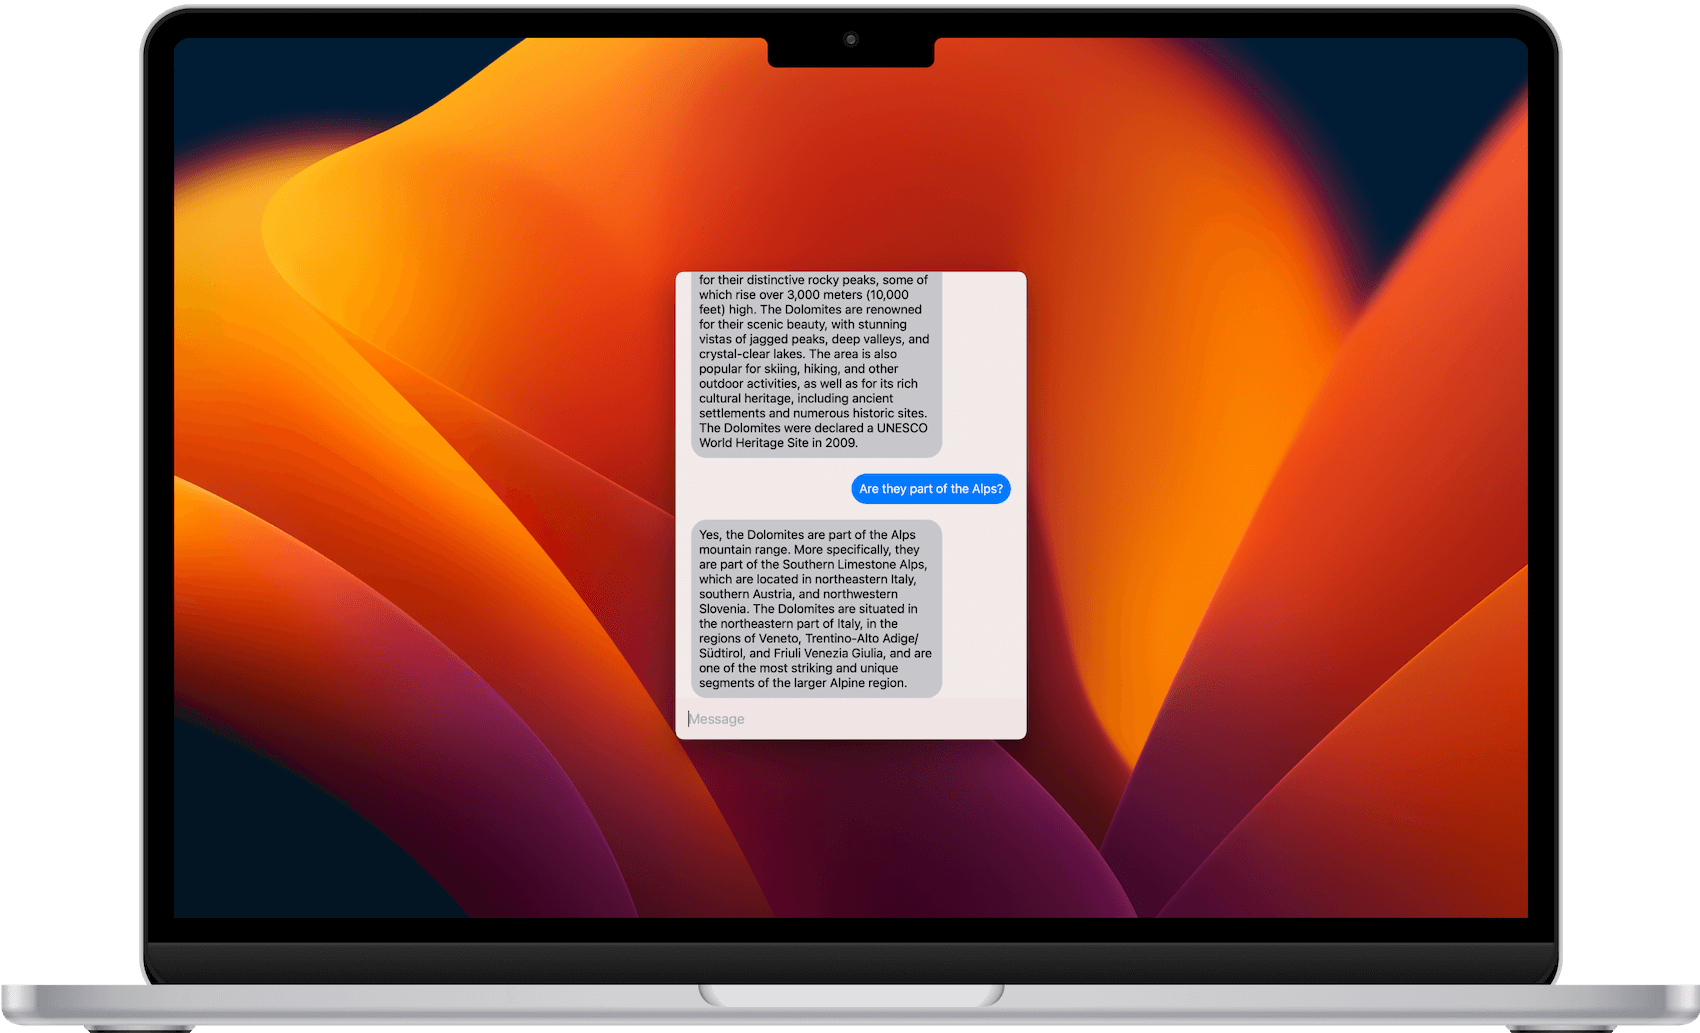 for their distinctive rocky peaks, some of
which rise over 3,000 meters (10,000
feet) high. The Dolomites are renowned
for their scenic beauty, with stunning
vistas of jagged peaks, deep valleys, and
crystal-clear lakes. The area is also
popular for skiing, hiking, and other
outdoor activities, as well as for its rich
cultural heritage, including ancient
settlements and numerous historic sites.
The Dolomites were declared a UNESCO
World Heritage Site in 2009.
Are they part of the Alps?
Yes, the Dolomites are part of the Alps
mountain range. More specifically, they
are part of the Southern Limestone Alps,
which are located in northeastern Italy,
southern Austria, and northwestern
Slovenia. The Dolomites are situated in
the northeastern part of Italy, in the
regions of Veneto, Trentino-Alto Adige/
Südtirol, and Friuli Venezia Giulia, and are
one of the most striking and unique
segments of the larger Alpine region.
Message